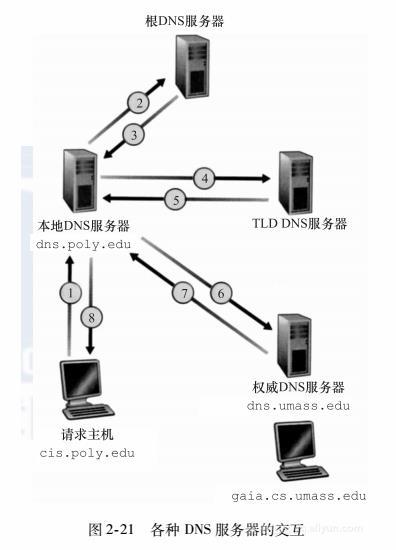 根DNS服务器
2
3
4
5
本地DNS服务器
dns.poly.edu
TLD DNS服务器
1
8
7
6
权威DNS服务器
dns.umass.edu
请求主机
cis.poly.edu
gaia.cs.umass.edu
图 2-21 各种 DNS 服务器的交互